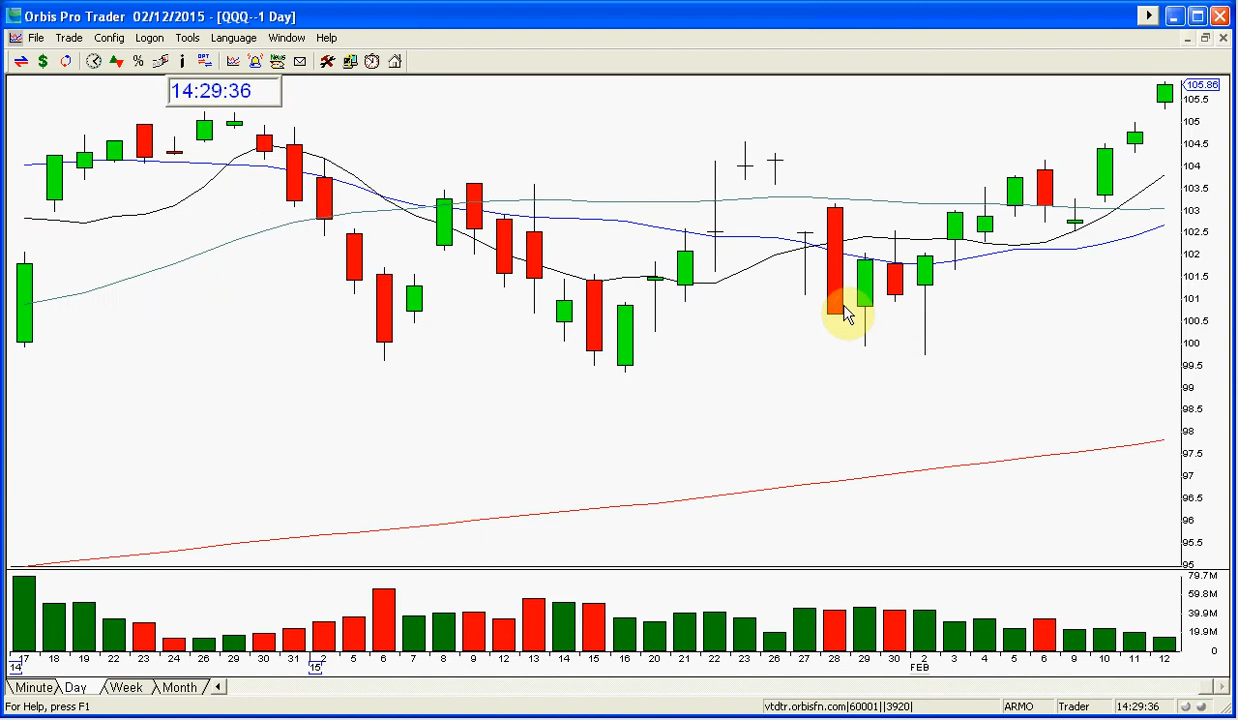 Orbis Pro Trader 02/12/2015 - [QQQ--1 Day]
File Trade Config Logon Tools Language Window Help
$ % i OPT News
14:29:36
105.86
105.5
105
104.5
104
103.5
103
102.5
102
101.5
101
100.5
100
99.5
99
98.5
98
97.5
97
96.5
96
95.5
95
79.7M
59.8M
39.9M
19.9M
0
17 18 19 22 23 24 26 29 30 31 2 5 6 7 8 9 12 13 14 15 16 20 21 22 23 26 27 28 29 30 2 3 4 5 6 9 10 11 12
14 15 FEB
Minute Day Week Month
For Help, press F1 vtdtr.orbisfn.com|60001||3920| ARMO Trader 14:29:36